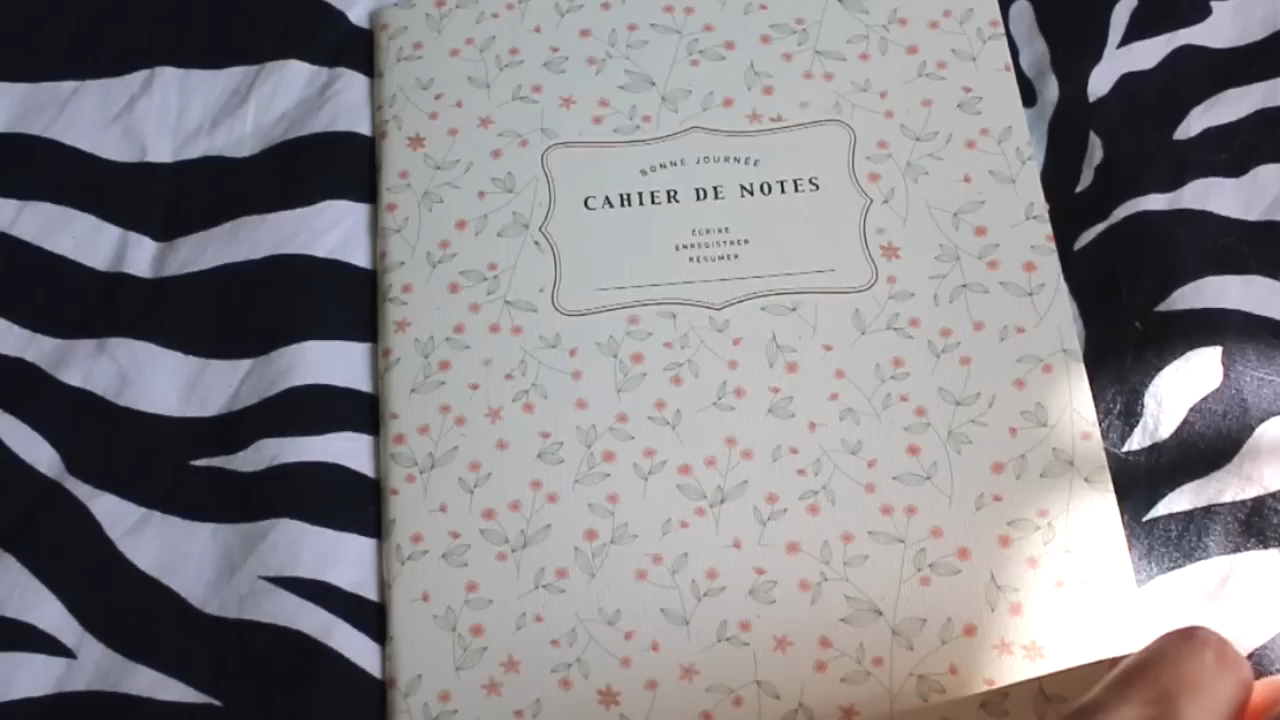 BONNE JOURNÉE
CAHIER DE NOTES
ÉCRIRE
ENREGISTRER
RÉSUMER